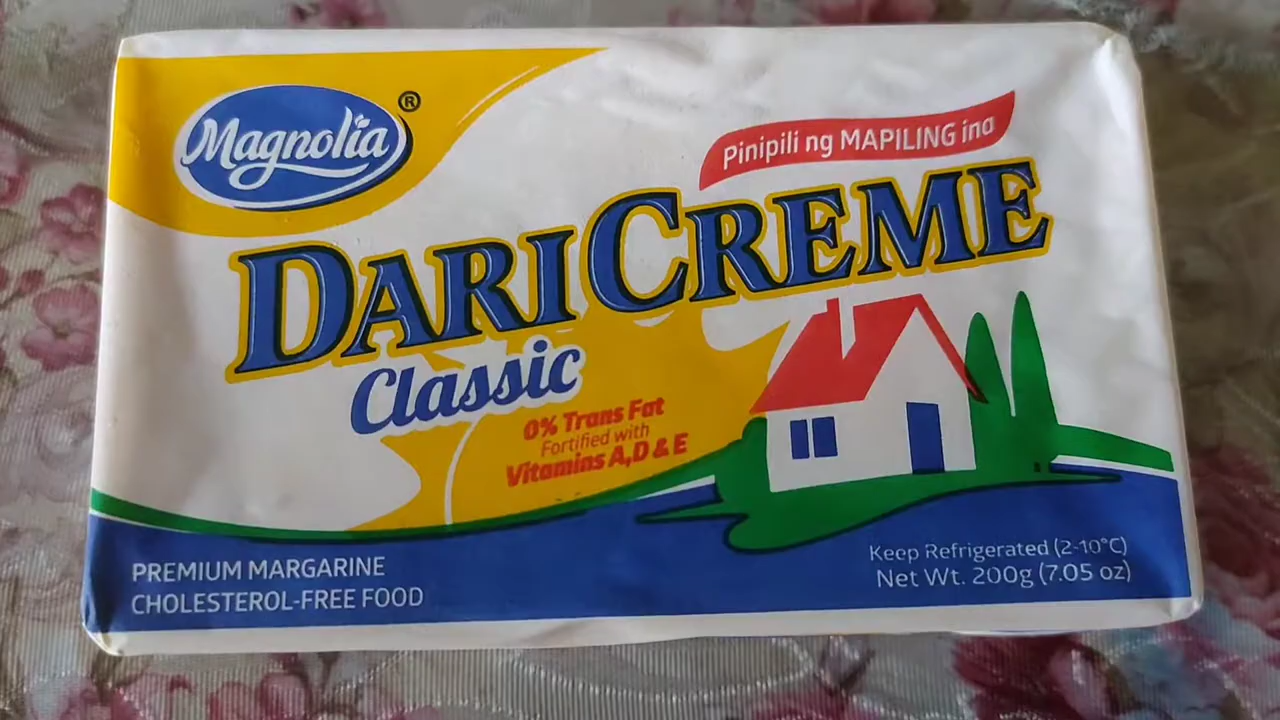 Magnolia ®
Pinipili ng MAPILING ina
DARI CREME
Classic
0% Trans Fat
Fortified with
Vitamins A,D & E
PREMIUM MARGARINE
CHOLESTEROL-FREE FOOD
Keep Refrigerated (2-10°C)
Net Wt. 200g (7.05 oz)